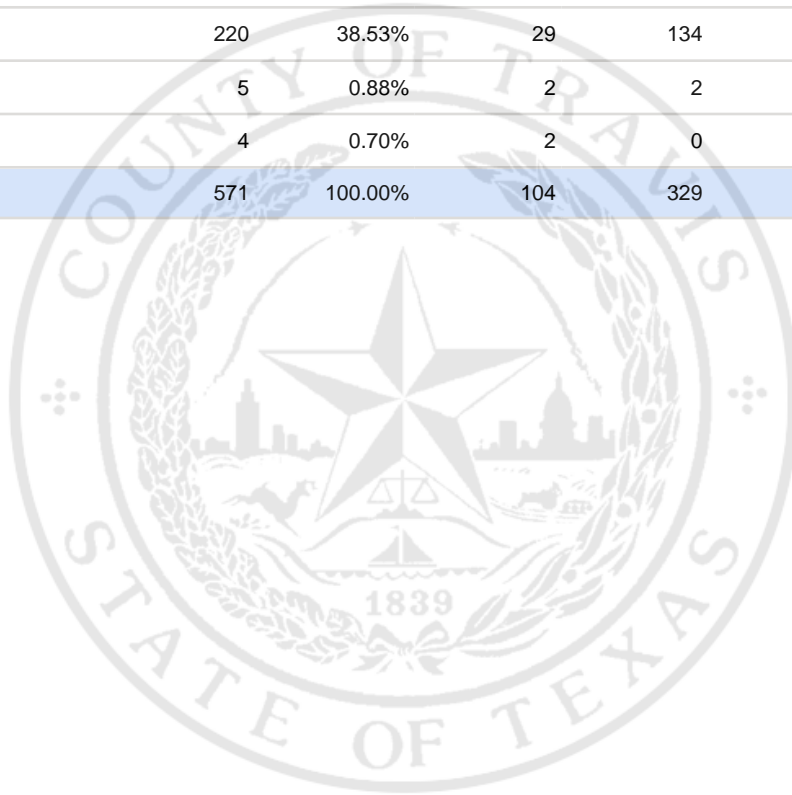 220 38.53% 29 134
5 0.88% 2 2
4 0.70% 2 0
571 100.00% 104 329
COUNTY OF TRAVIS
1839
STATE OF TEXAS